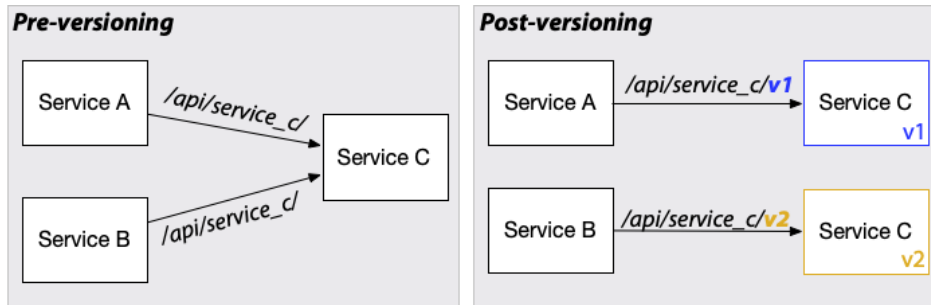 Pre-versioning
Service A
/api/service_c/
Service C
Service B
/api/service_c/
Post-versioning
Service A
/api/service_c/v1
Service C
v1
Service B
/api/service_c/v2
Service C
v2